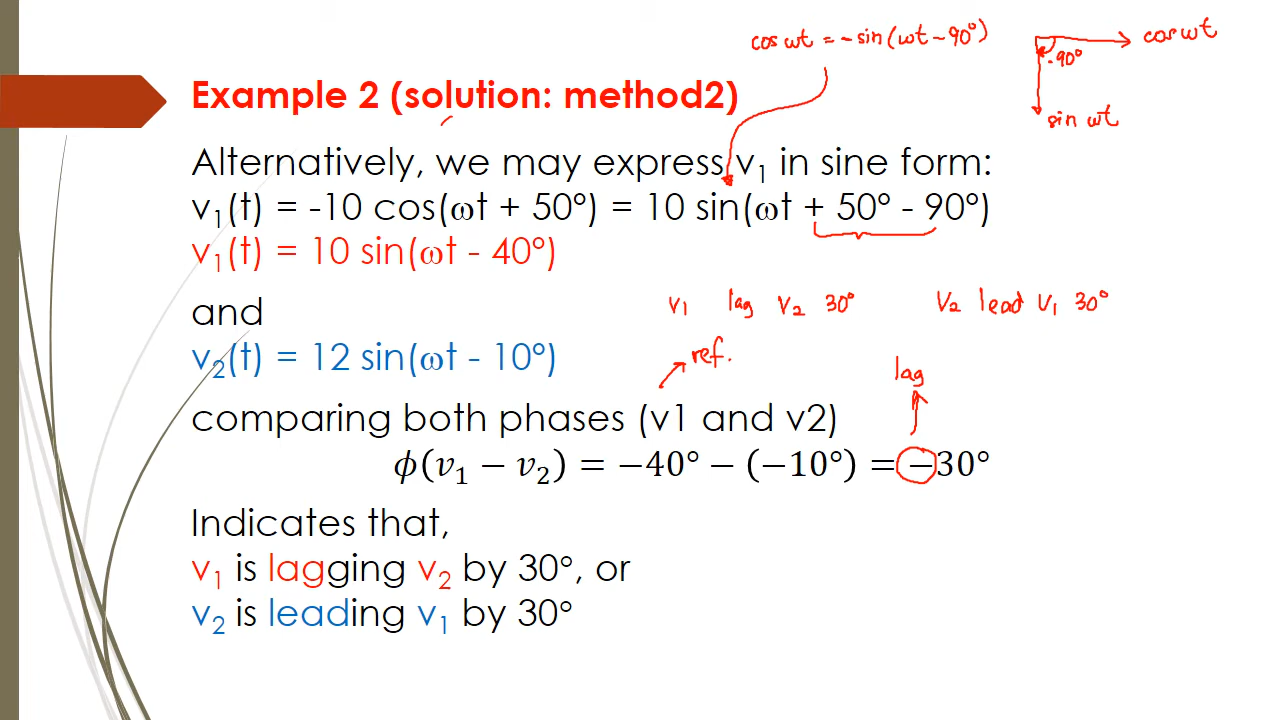 cos ωt = - sin (ωt - 90°)
cos ωt
- 90°
sin ωt
Example 2 (solution: method2)
Alternatively, we may express v₁ in sine form:
v₁(t) = -10 cos(ωt + 50°) = 10 sin(ωt + 50° - 90°)
v₁(t) = 10 sin(ωt - 40°)
and
v₁ lag v₂ 30° v₂ lead v₁ 30°
v₂(t) = 12 sin(ωt - 10°)
ref.
lag
comparing both phases (v1 and v2)
ϕ(v₁ − v₂) = −40° − (−10°) = −30°
Indicates that,
v₁ is lagging v₂ by 30°, or
v₂ is leading v₁ by 30°